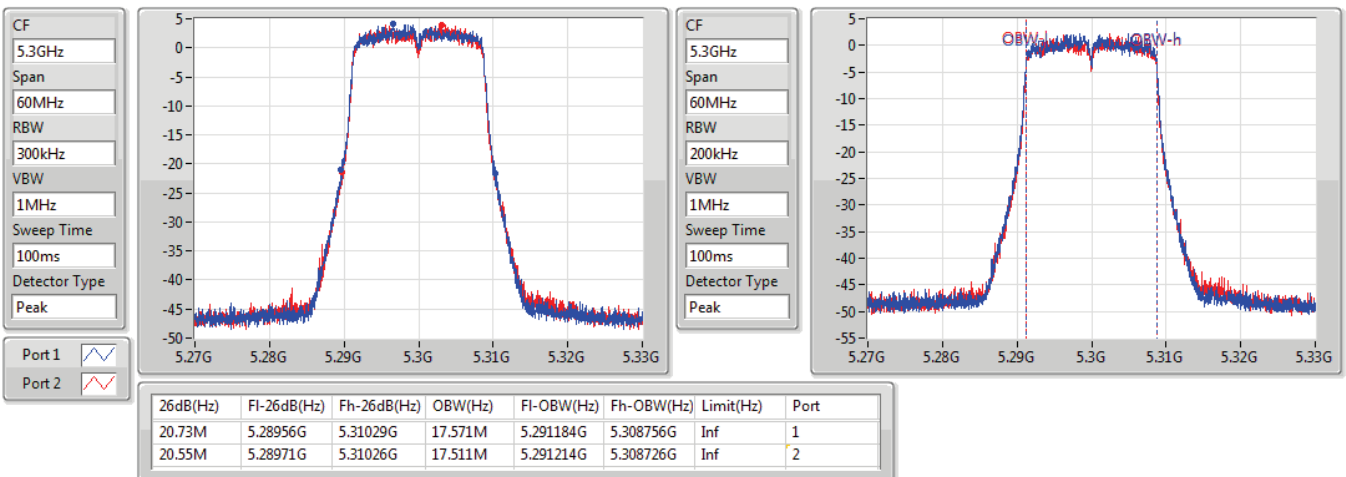 CF
5.3GHz
Span
60MHz
RBW
300kHz
VBW
1MHz
Sweep Time
100ms
Detector Type
Peak
Port 1
Port 2
5
0
-5
-10
-15
-20
-25
-30
-35
-40
-45
-50
5.27G 5.28G 5.29G 5.3G 5.31G 5.32G 5.33G
CF
5.3GHz
Span
60MHz
RBW
200kHz
VBW
1MHz
Sweep Time
100ms
Detector Type
Peak
5
0
-5
-10
-15
-20
-25
-30
-35
-40
-45
-50
-55
OBW-l OBW-h
5.27G 5.28G 5.29G 5.3G 5.31G 5.32G 5.33G
26dB(Hz) Fl-26dB(Hz) Fh-26dB(Hz) OBW(Hz) Fl-OBW(Hz) Fh-OBW(Hz) Limit(Hz) Port
20.73M 5.28956G 5.31029G 17.571M 5.291184G 5.308756G Inf 1
20.55M 5.28971G 5.31026G 17.511M 5.291214G 5.308726G Inf 2